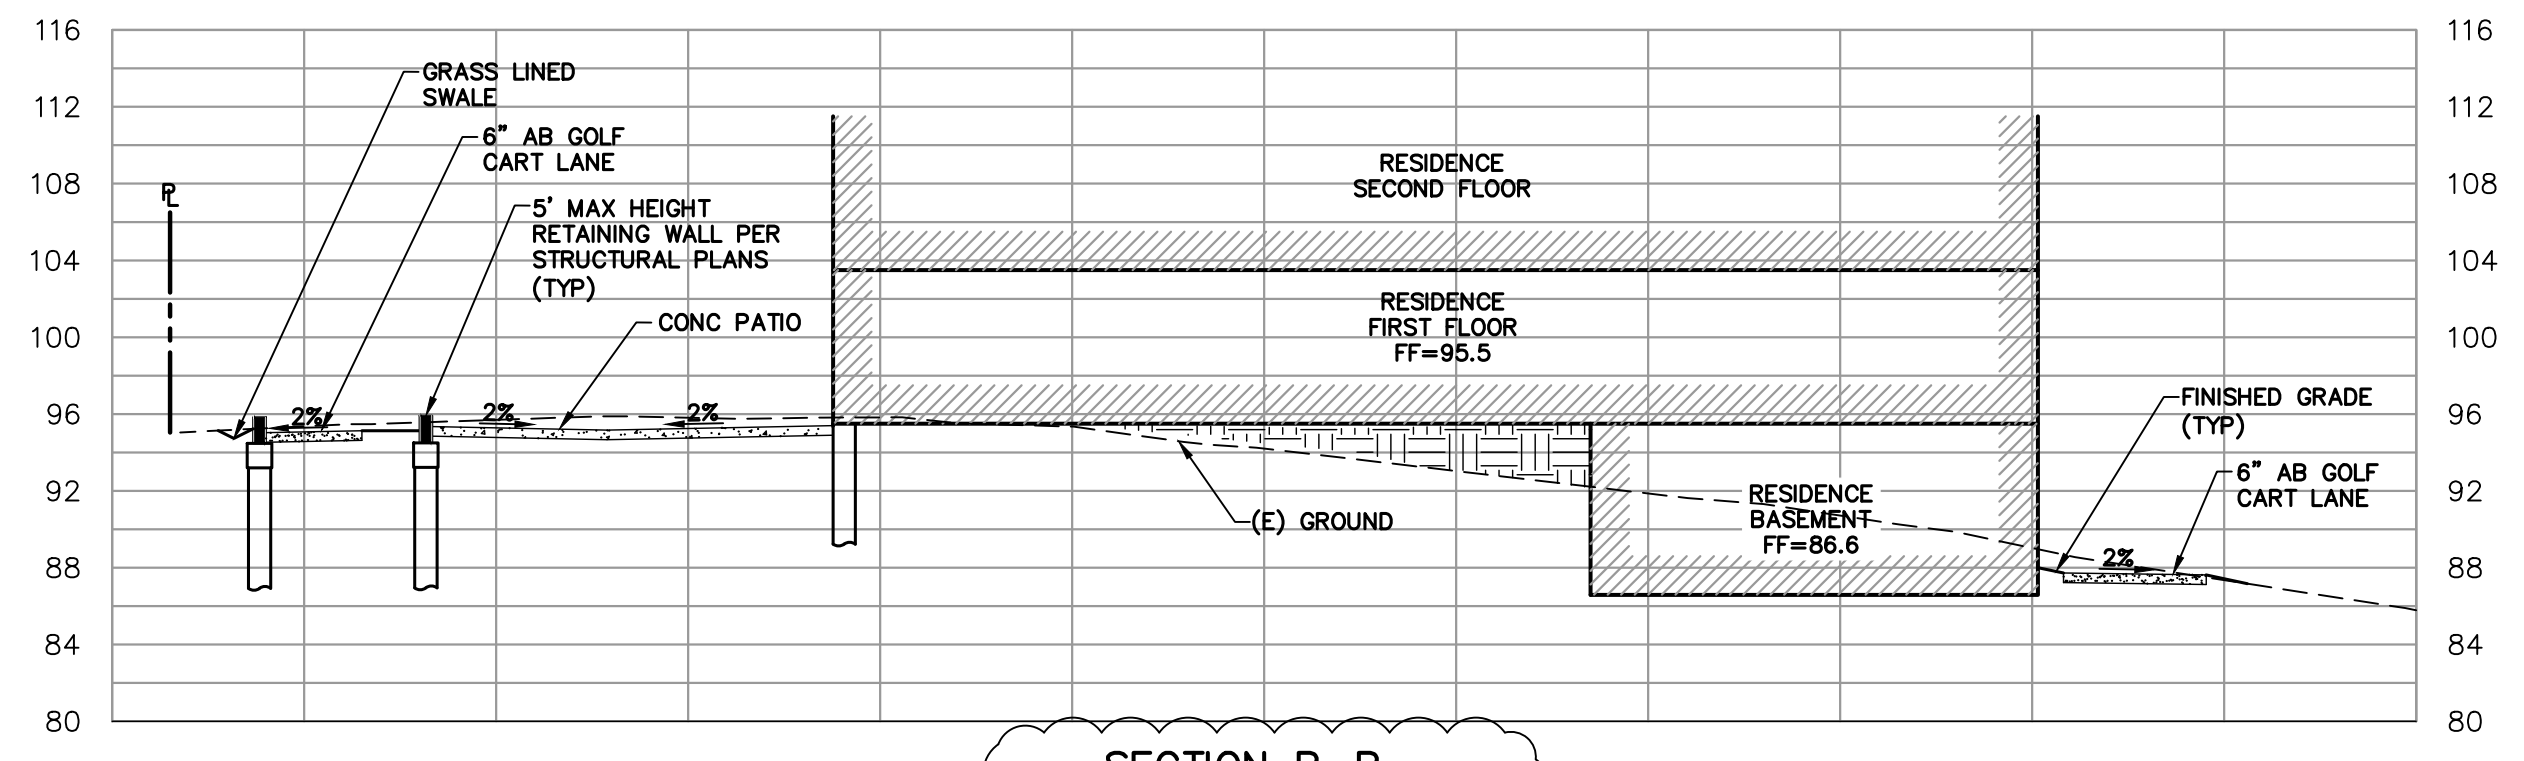 116
112
108
104
100
96
92
88
84
80
GRASS LINED
SWALE
6" AB GOLF
CART LANE
PL
5' MAX HEIGHT
RETAINING WALL PER
STRUCTURAL PLANS
(TYP)
CONC PATIO
2%
2%
2%
RESIDENCE
SECOND FLOOR
RESIDENCE
FIRST FLOOR
FF=95.5
(E) GROUND
RESIDENCE
BASEMENT
FF=86.6
FINISHED GRADE
(TYP)
6" AB GOLF
CART LANE
2%
116
112
108
104
100
96
92
88
84
80